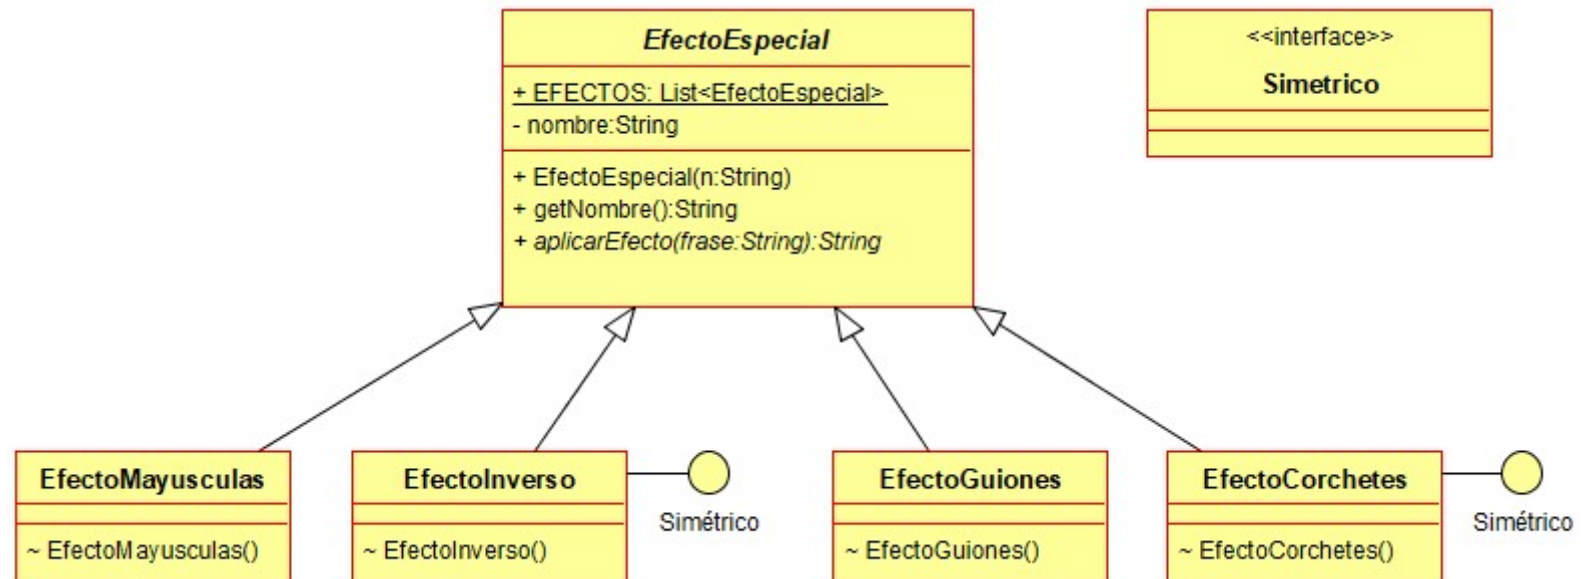 EfectoEspecial
+ EFECTOS: List<EfectoEspecial>
- nombre:String
+ EfectoEspecial(n:String)
+ getNombre():String
+ aplicarEfecto(frase:String):String
<<interface>>
Simetrico
EfectoMayusculas
~ EfectoMayusculas()
EfectoInverso
~ EfectoInverso()
Simétrico
EfectoGuiones
~ EfectoGuiones()
EfectoCorchetes
~ EfectoCorchetes()
Simétrico